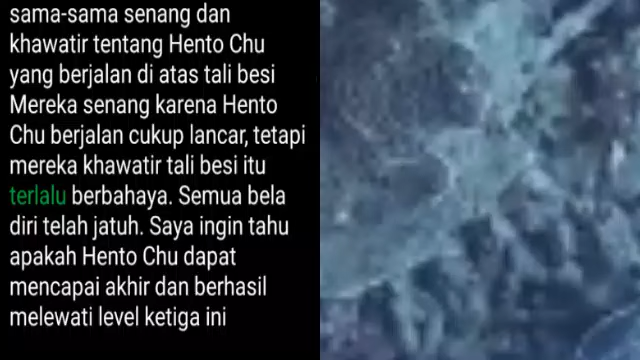 sama-sama senang dan
khawatir tentang Hento Chu
yang berjalan di atas tali besi
Mereka senang karena Hento
Chu berjalan cukup lancar, tetapi
mereka khawatir tali besi itu
terlalu berbahaya. Semua bela
diri telah jatuh. Saya ingin tahu
apakah Hento Chu dapat
mencapai akhir dan berhasil
melewati level ketiga ini